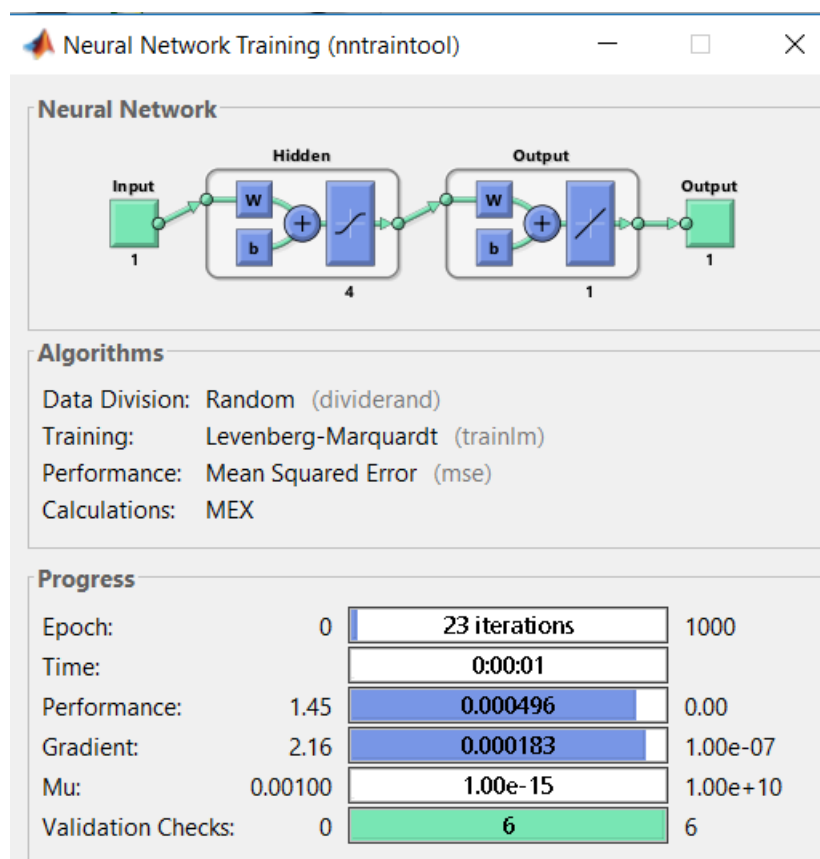 Neural Network Training (nntraintool)
Neural Network
Hidden
Output
Input
W
b
+
W
b
+
Output
1
4
1
1
Algorithms
Data Division: Random (dividerand)
Training: Levenberg-Marquardt (trainlm)
Performance: Mean Squared Error (mse)
Calculations: MEX
Progress
Epoch: 0 23 iterations 1000
Time: 0:00:01
Performance: 1.45 0.000496 0.00
Gradient: 2.16 0.000183 1.00e-07
Mu: 0.00100 1.00e-15 1.00e+10
Validation Checks: 0 6 6